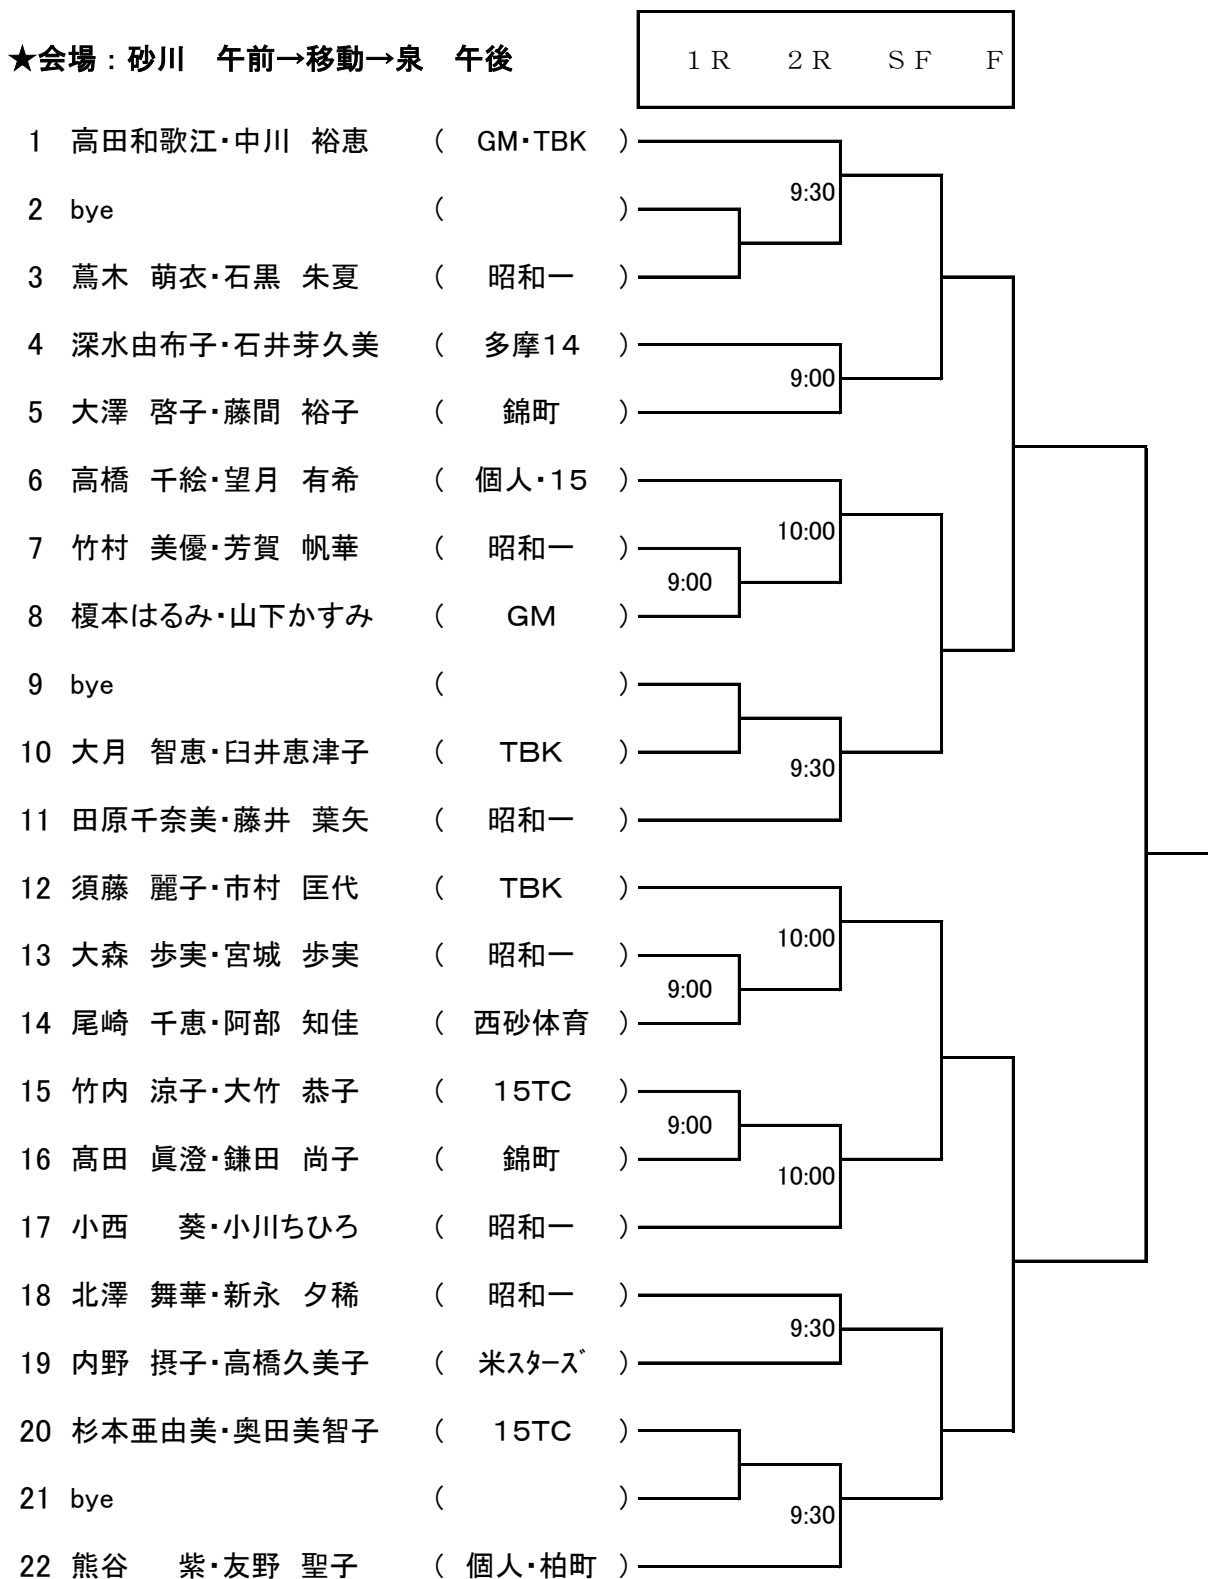 ★会場：砂川　午前→移動→泉　午後
１Ｒ　２Ｒ　ＳＦ　Ｆ
1 高田和歌江・中川　裕恵 （ GM・TBK ）
9:30
2 bye （ ）
3 蔦木　萌衣・石黒　朱夏 （ 昭和一 ）
4 深水由布子・石井芽久美 （ 多摩１４ ）
9:00
5 大澤　啓子・藤間　裕子 （ 錦町 ）
6 高橋　千絵・望月　有希 （ 個人・１５ ）
10:00
7 竹村　美優・芳賀　帆華 （ 昭和一 ）
9:00
8 榎本はるみ・山下かすみ （ ＧＭ ）
9 bye （ ）
10 大月　智恵・臼井恵津子 （ ＴＢＫ ）
9:30
11 田原千奈美・藤井　葉矢 （ 昭和一 ）
12 須藤　麗子・市村　匡代 （ ＴＢＫ ）
10:00
13 大森　歩実・宮城　歩実 （ 昭和一 ）
9:00
14 尾崎　千恵・阿部　知佳 （ 西砂体育 ）
15 竹内　涼子・大竹　恭子 （ １５ＴＣ ）
9:00
16 髙田　眞澄・鎌田　尚子 （ 錦町 ）
10:00
17 小西　　葵・小川ちひろ （ 昭和一 ）
18 北澤　舞華・新永　夕稀 （ 昭和一 ）
9:30
19 内野　摂子・高橋久美子 （ 米ｽﾀｰｽﾞ ）
20 杉本亜由美・奥田美智子 （ １５ＴＣ ）
21 bye （ ）
9:30
22 熊谷　　紫・友野　聖子 （ 個人・柏町 ）